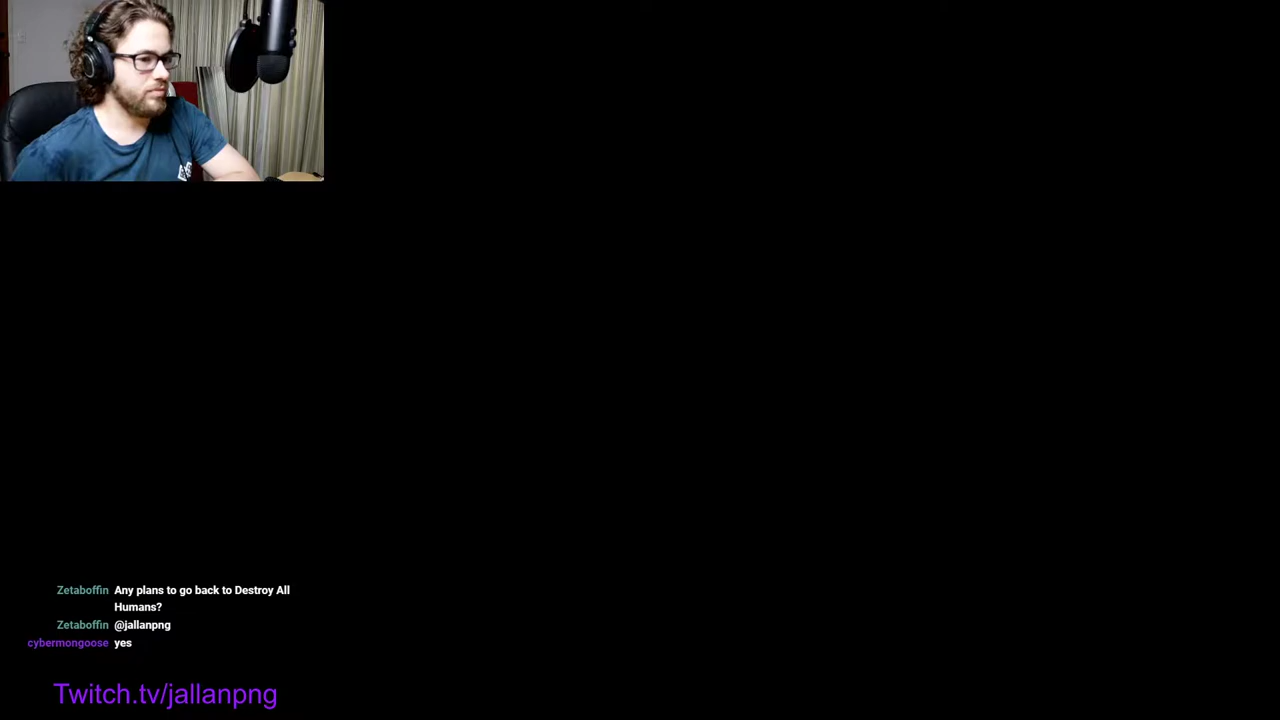 Zetaboffin Any plans to go back to Destroy All
Humans?
Zetaboffin @jallanpng
cybermongoose yes
Twitch.tv/jallanpng